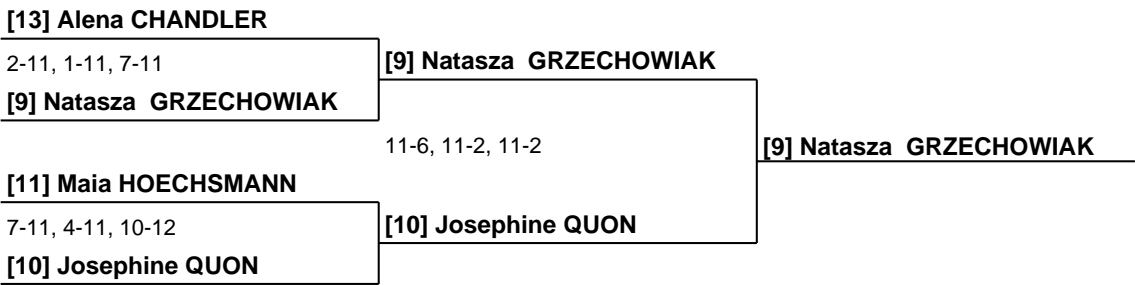 [13] Alena CHANDLER
2-11, 1-11, 7-11
[9] Natasza  GRZECHOWIAK
[9] Natasza  GRZECHOWIAK
11-6, 11-2, 11-2
[9] Natasza  GRZECHOWIAK
[11] Maia HOECHSMANN
7-11, 4-11, 10-12
[10] Josephine QUON
[10] Josephine QUON